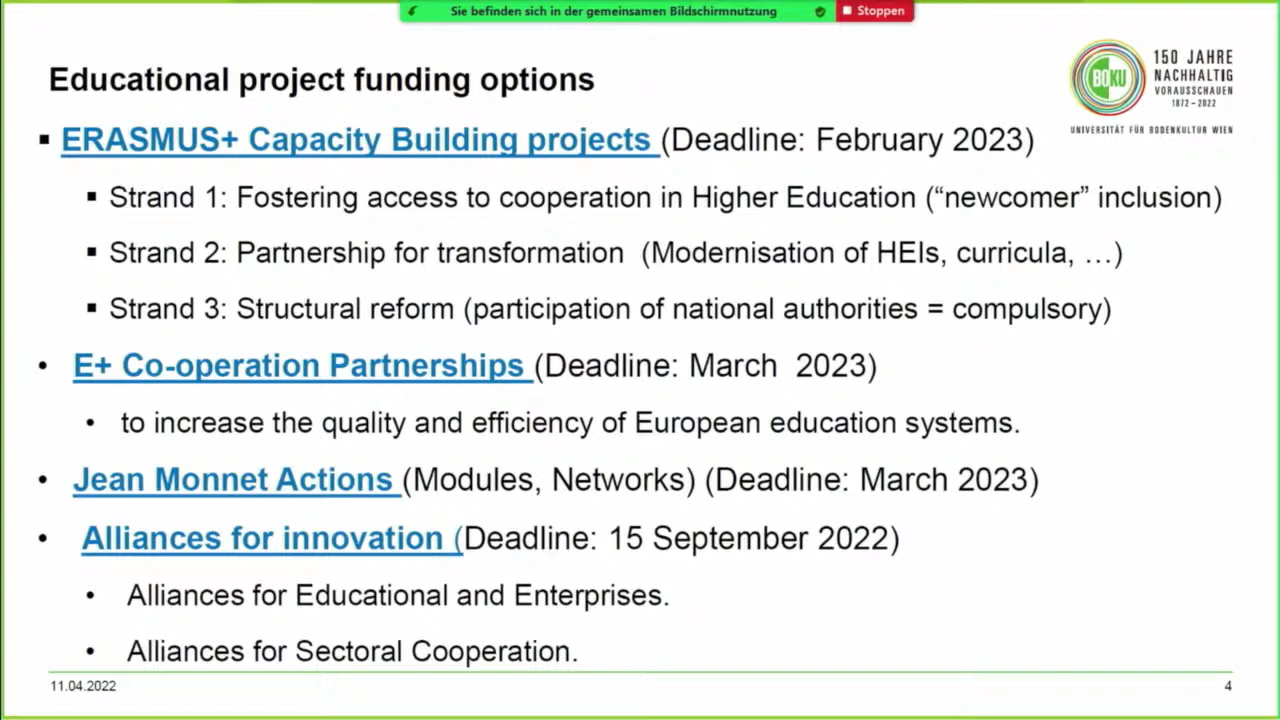 Sie befinden sich in der gemeinsamen Bildschirmnutzung
Stoppen
Educational project funding options
BOKU
150 JAHRE
NACHHALTIG
VORAUSSCHAUEN
1872 – 2022
UNIVERSITÄT FÜR BODENKULTUR WIEN
▪ ERASMUS+ Capacity Building projects (Deadline: February 2023)
▪ Strand 1: Fostering access to cooperation in Higher Education (“newcomer” inclusion)
▪ Strand 2: Partnership for transformation (Modernisation of HEIs, curricula, …)
▪ Strand 3: Structural reform (participation of national authorities = compulsory)
• E+ Co-operation Partnerships (Deadline: March 2023)
• to increase the quality and efficiency of European education systems.
• Jean Monnet Actions (Modules, Networks) (Deadline: March 2023)
• Alliances for innovation (Deadline: 15 September 2022)
• Alliances for Educational and Enterprises.
• Alliances for Sectoral Cooperation.
11.04.2022
4